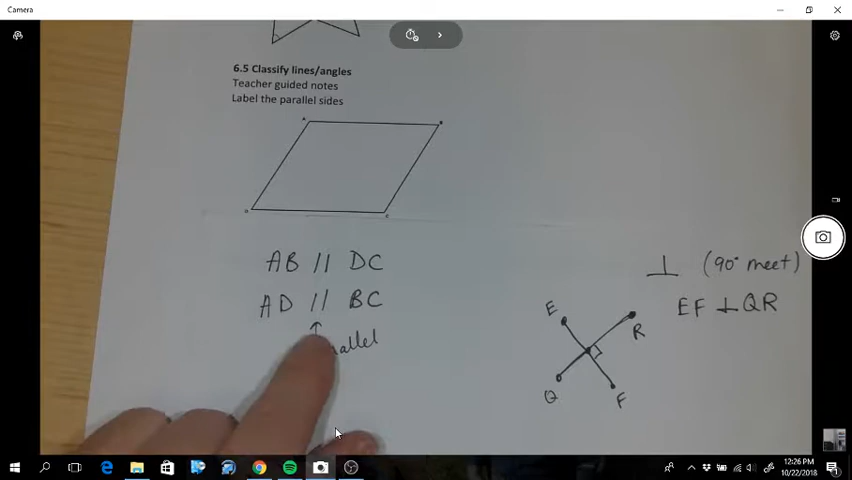 Camera
6.5 Classify lines/angles
Teacher guided notes
Label the parallel sides
A
AB // DC
AD // BC
⊥ (90° meet)
EF ⊥ QR
E
R
Q
F
12:26 PM
10/22/2018